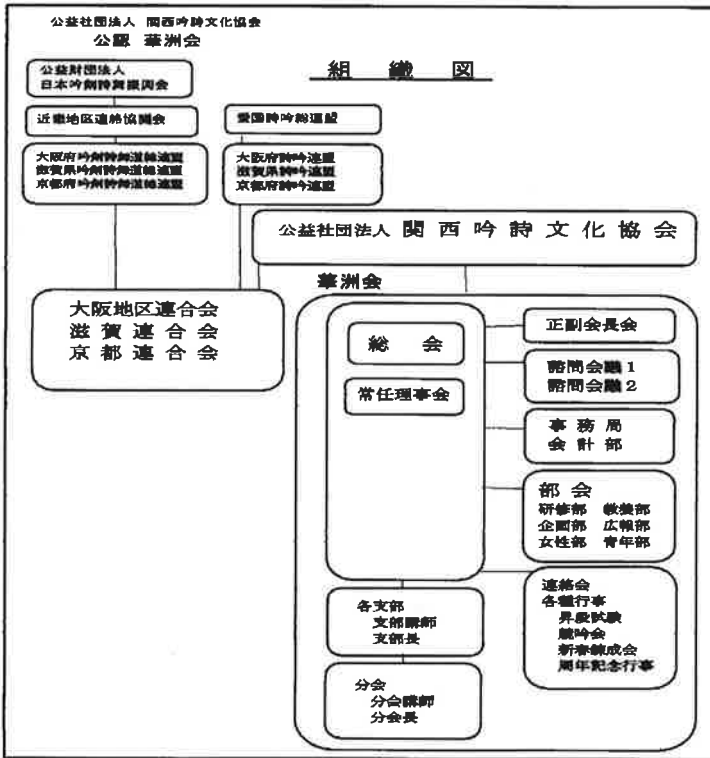 公益社団法人 関西吟詩文化協会
公認 華洲会
組織図
公益財団法人
日本吟剣詩舞振興会
近畿地区連絡協議会
愛国詩吟総連盟
大阪府吟剣詩舞道総連盟
滋賀県吟剣詩舞道総連盟
京都府吟剣詩舞道総連盟
大阪府詩吟連盟
滋賀県詩吟連盟
京都府詩吟連盟
公益社団法人 関西吟詩文化協会
華洲会
大阪地区連合会
滋賀連合会
京都連合会
総会
常任理事会
正副会長会
諮問会議1
諮問会議2
事務局
会計部
部会
研修部 教養部
企画部 広報部
女性部 青年部
連絡会
各種行事
昇段試験
競吟会
新春錬成会
周年記念行事
各支部
支部講師
支部長
分会
分会講師
分会長